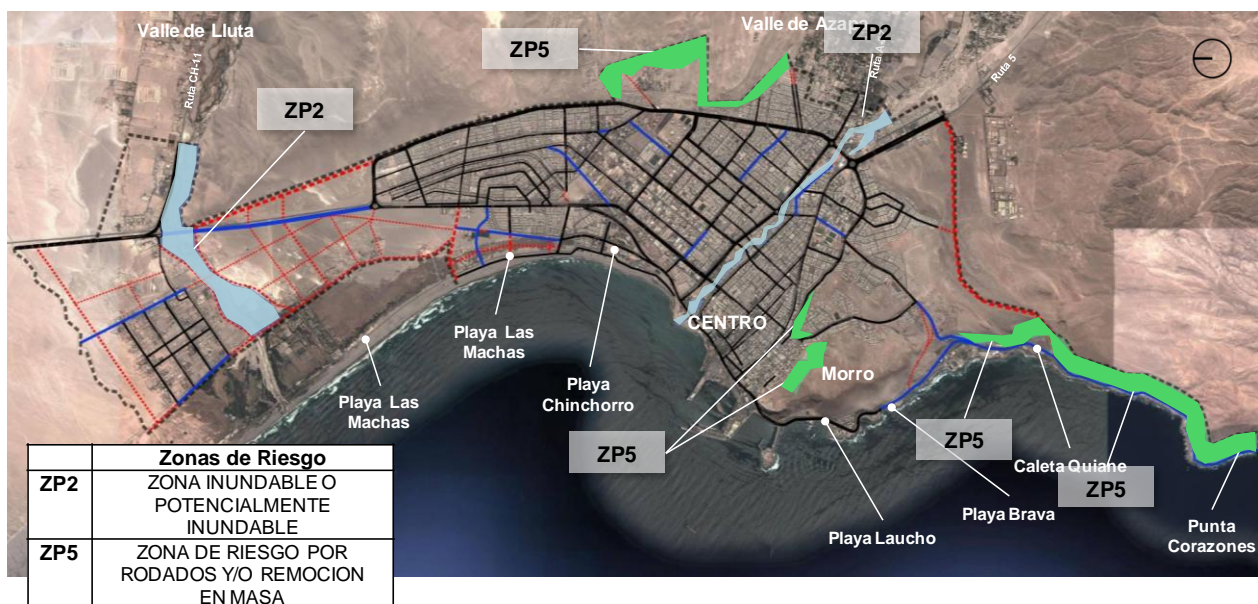 Valle de Lluta
Ruta CH-11
ZP2
ZP5
Valle de Azapa
ZP2
Ruta 5
CENTRO
Morro
Playa Las
Machas
Playa Las
Machas
Playa
Chinchorro
ZP5
Playa Laucho
Playa Brava
ZP5
Caleta Quiane
ZP5
Punta
Corazones
Zonas de Riesgo
ZP2
ZONA INUNDABLE O
POTENCIALMENTE
INUNDABLE
ZP5
ZONA DE RIESGO POR
RODADOS Y/O REMOCION
EN MASA